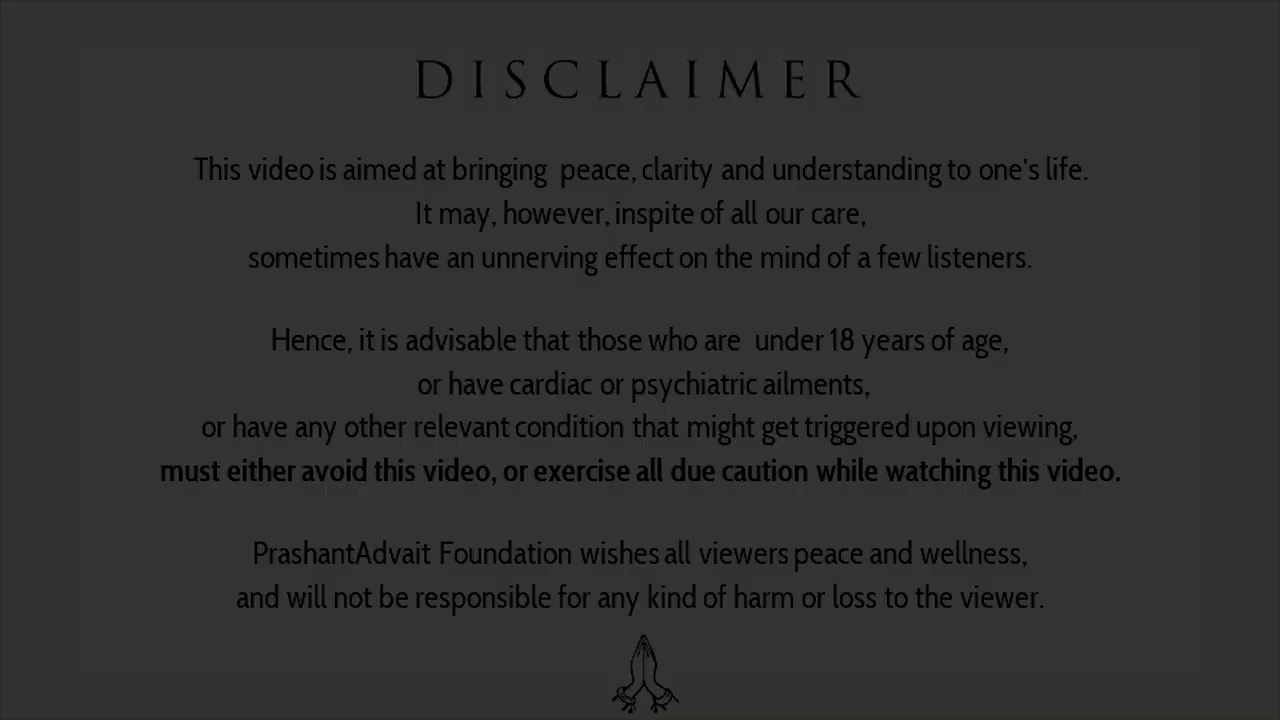 DISCLAIMER
This video is aimed at bringing peace, clarity and understanding to one's life.
It may, however, inspite of all our care,
sometimes have an unnerving effect on the mind of a few listeners.
Hence, it is advisable that those who are under 18 years of age,
or have cardiac or psychiatric ailments,
or have any other relevant condition that might get triggered upon viewing,
must either avoid this video, or exercise all due caution while watching this video.
PrashantAdvait Foundation wishes all viewers peace and wellness,
and will not be responsible for any kind of harm or loss to the viewer.